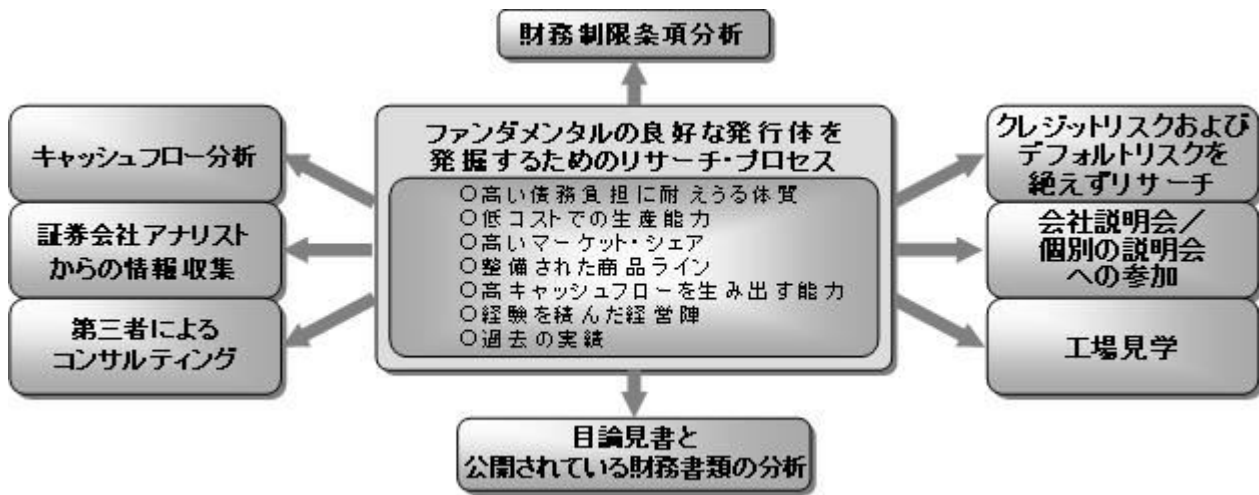 財務制限条項分析
キャッシュフロー分析
証券会社アナリスト
からの情報収集
第三者による
コンサルティング
ファンダメンタルの良好な発行体を
発掘するためのリサーチ・プロセス
○高い債務負担に耐えうる体質
○低コストでの生産能力
○高いマーケット・シェア
○整備された商品ライン
○高キャッシュフローを生み出す能力
○経験を積んだ経営陣
○過去の実績
クレジットリスクおよび
デフォルトリスクを
絶えずリサーチ
会社説明会／
個別の説明会
への参加
工場見学
目論見書と
公開されている財務書類の分析